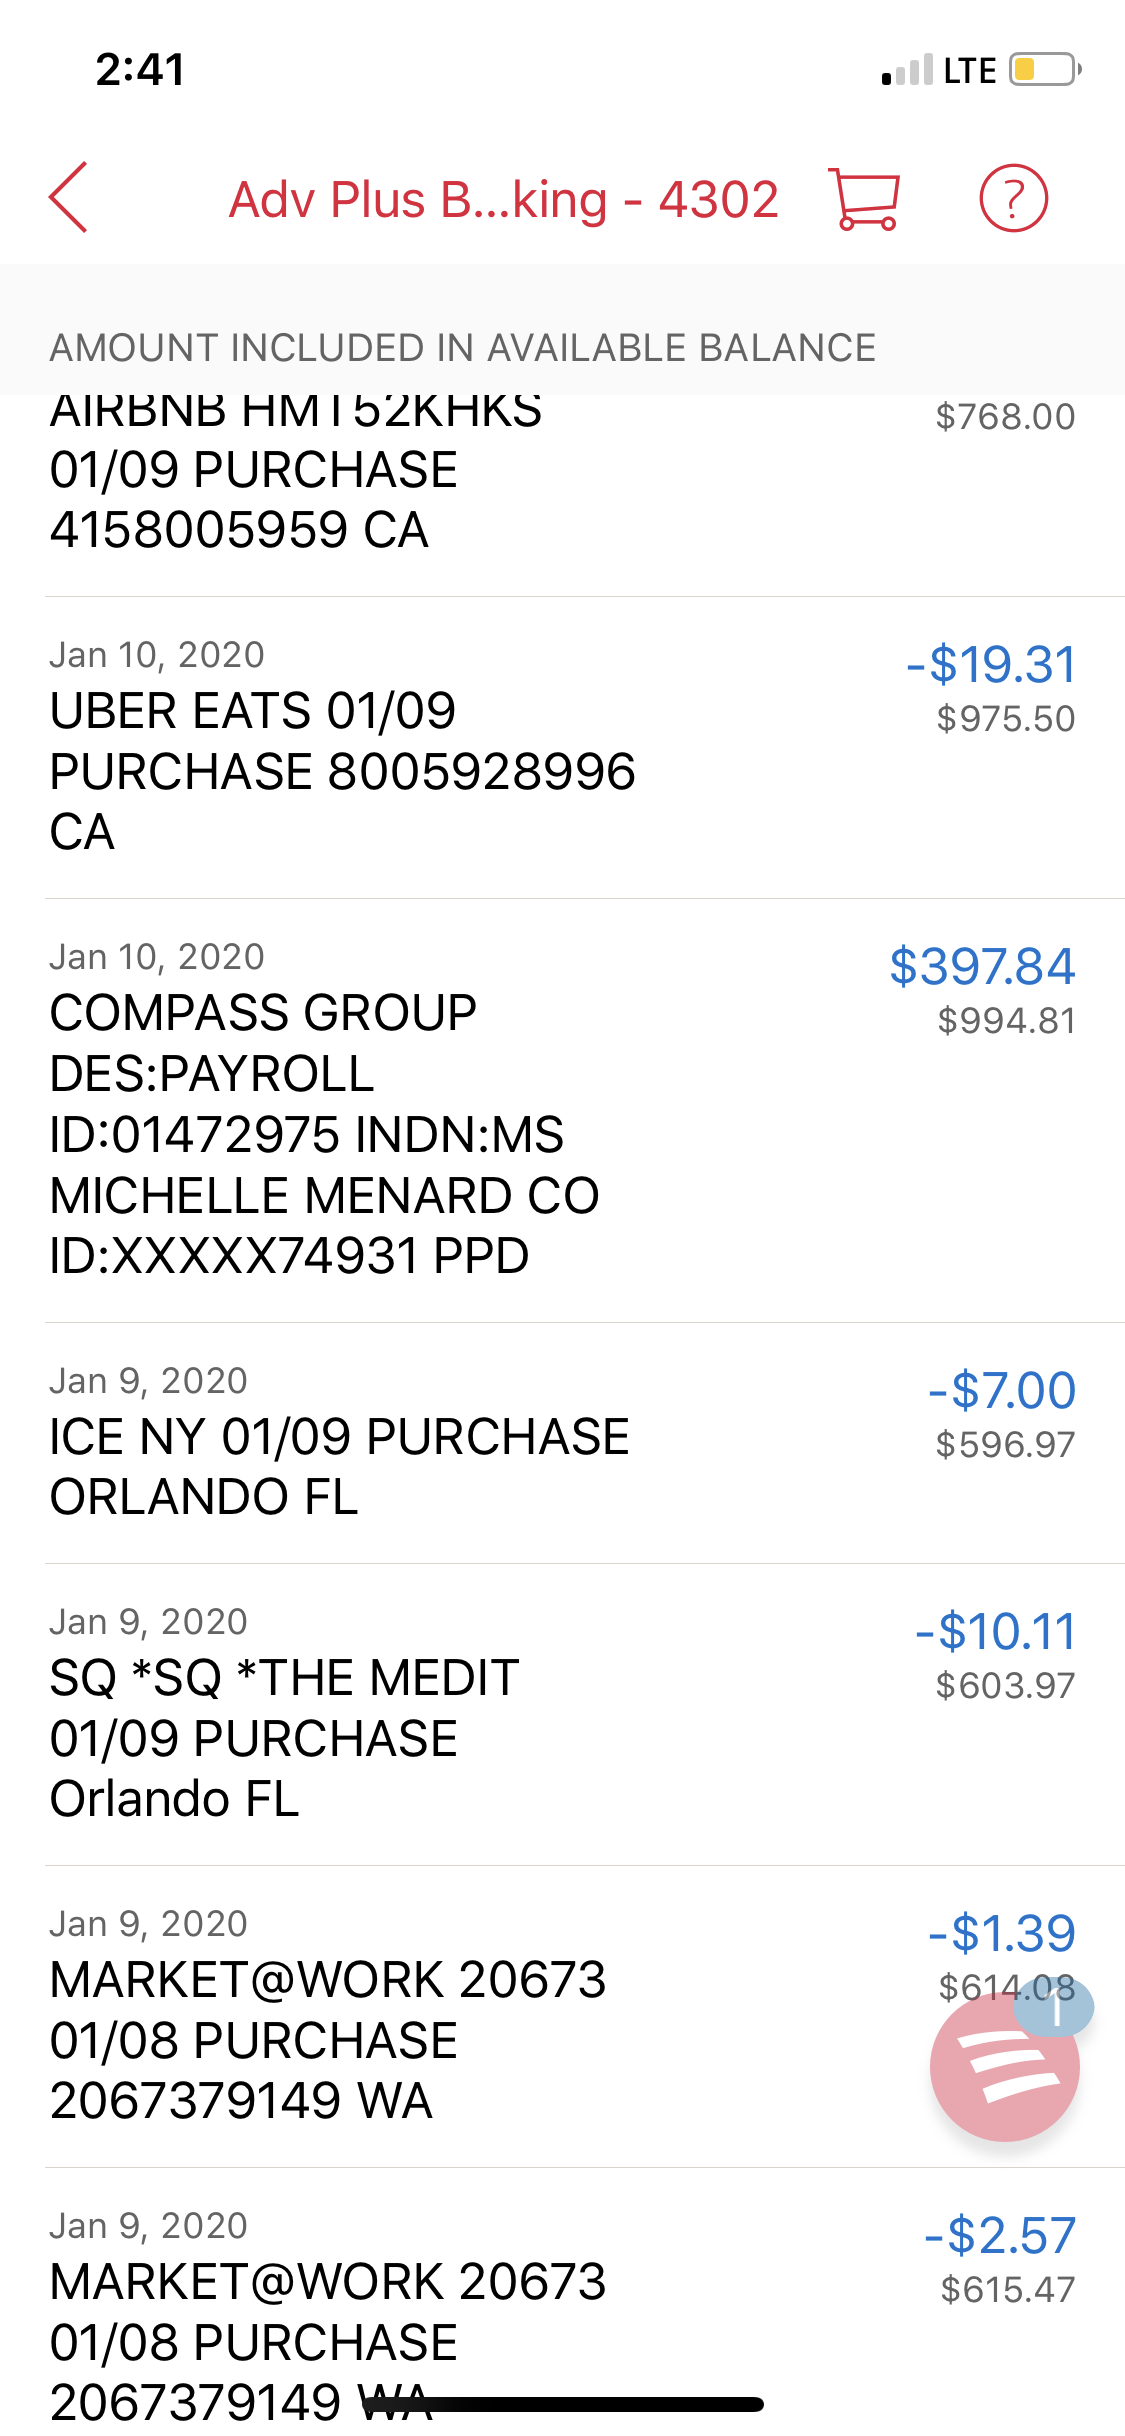 2:41
LTE
Adv Plus B...king - 4302
?
AMOUNT INCLUDED IN AVAILABLE BALANCE
AIRBNB HMT52KHKS
$768.00
01/09 PURCHASE
4158005959 CA
Jan 10, 2020
-$19.31
UBER EATS 01/09
$975.50
PURCHASE 8005928996
CA
Jan 10, 2020
$397.84
COMPASS GROUP
$994.81
DES:PAYROLL
ID:01472975 INDN:MS
MICHELLE MENARD CO
ID:XXXXX74931 PPD
Jan 9, 2020
-$7.00
ICE NY 01/09 PURCHASE
$596.97
ORLANDO FL
Jan 9, 2020
-$10.11
SQ *SQ *THE MEDIT
$603.97
01/09 PURCHASE
Orlando FL
Jan 9, 2020
-$1.39
MARKET@WORK 20673
$614.08
1
01/08 PURCHASE
2067379149 WA
Jan 9, 2020
-$2.57
MARKET@WORK 20673
$615.47
01/08 PURCHASE
2067379149 WA